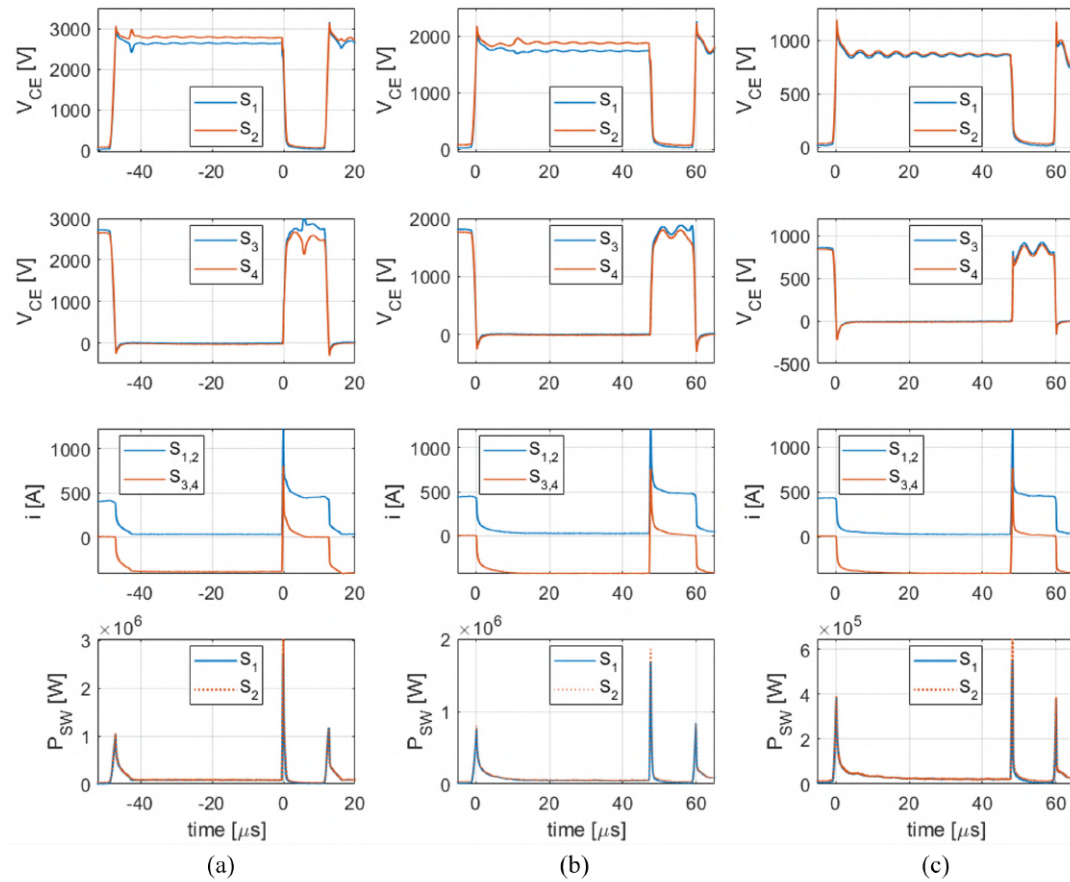 3000
2000
1000
0
V_CE [V]
S_1
S_2
-40 -20 0 20
2000
1000
0
V_CE [V]
S_1
S_2
0 20 40 60
1000
500
0
V_CE [V]
S_1
S_2
0 20 40 60
3000
2000
1000
0
V_CE [V]
S_3
S_4
-40 -20 0 20
2000
1000
0
V_CE [V]
S_3
S_4
0 20 40 60
1000
500
0
-500
V_CE [V]
S_3
S_4
0 20 40 60
1000
500
0
i [A]
S_1,2
S_3,4
-40 -20 0 20
1000
500
0
i [A]
S_1,2
S_3,4
0 20 40 60
1000
500
0
i [A]
S_1,2
S_3,4
0 20 40 60
×10^6
3
2
1
0
P_SW [W]
S_1
S_2
-40 -20 0 20
time [μs]
(a)
×10^6
2
1
0
P_SW [W]
S_1
S_2
0 20 40 60
time [μs]
(b)
×10^5
6
4
2
0
P_SW [W]
S_1
S_2
0 20 40 60
time [μs]
(c)